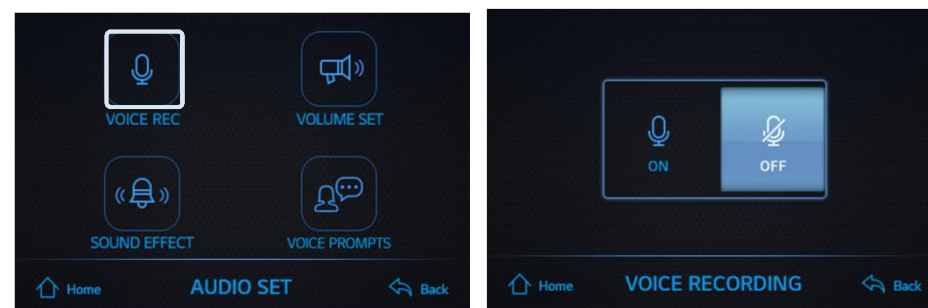 VOICE REC
VOLUME SET
SOUND EFFECT
VOICE PROMPTS
Home
AUDIO SET
Back
ON
OFF
Home
VOICE RECORDING
Back